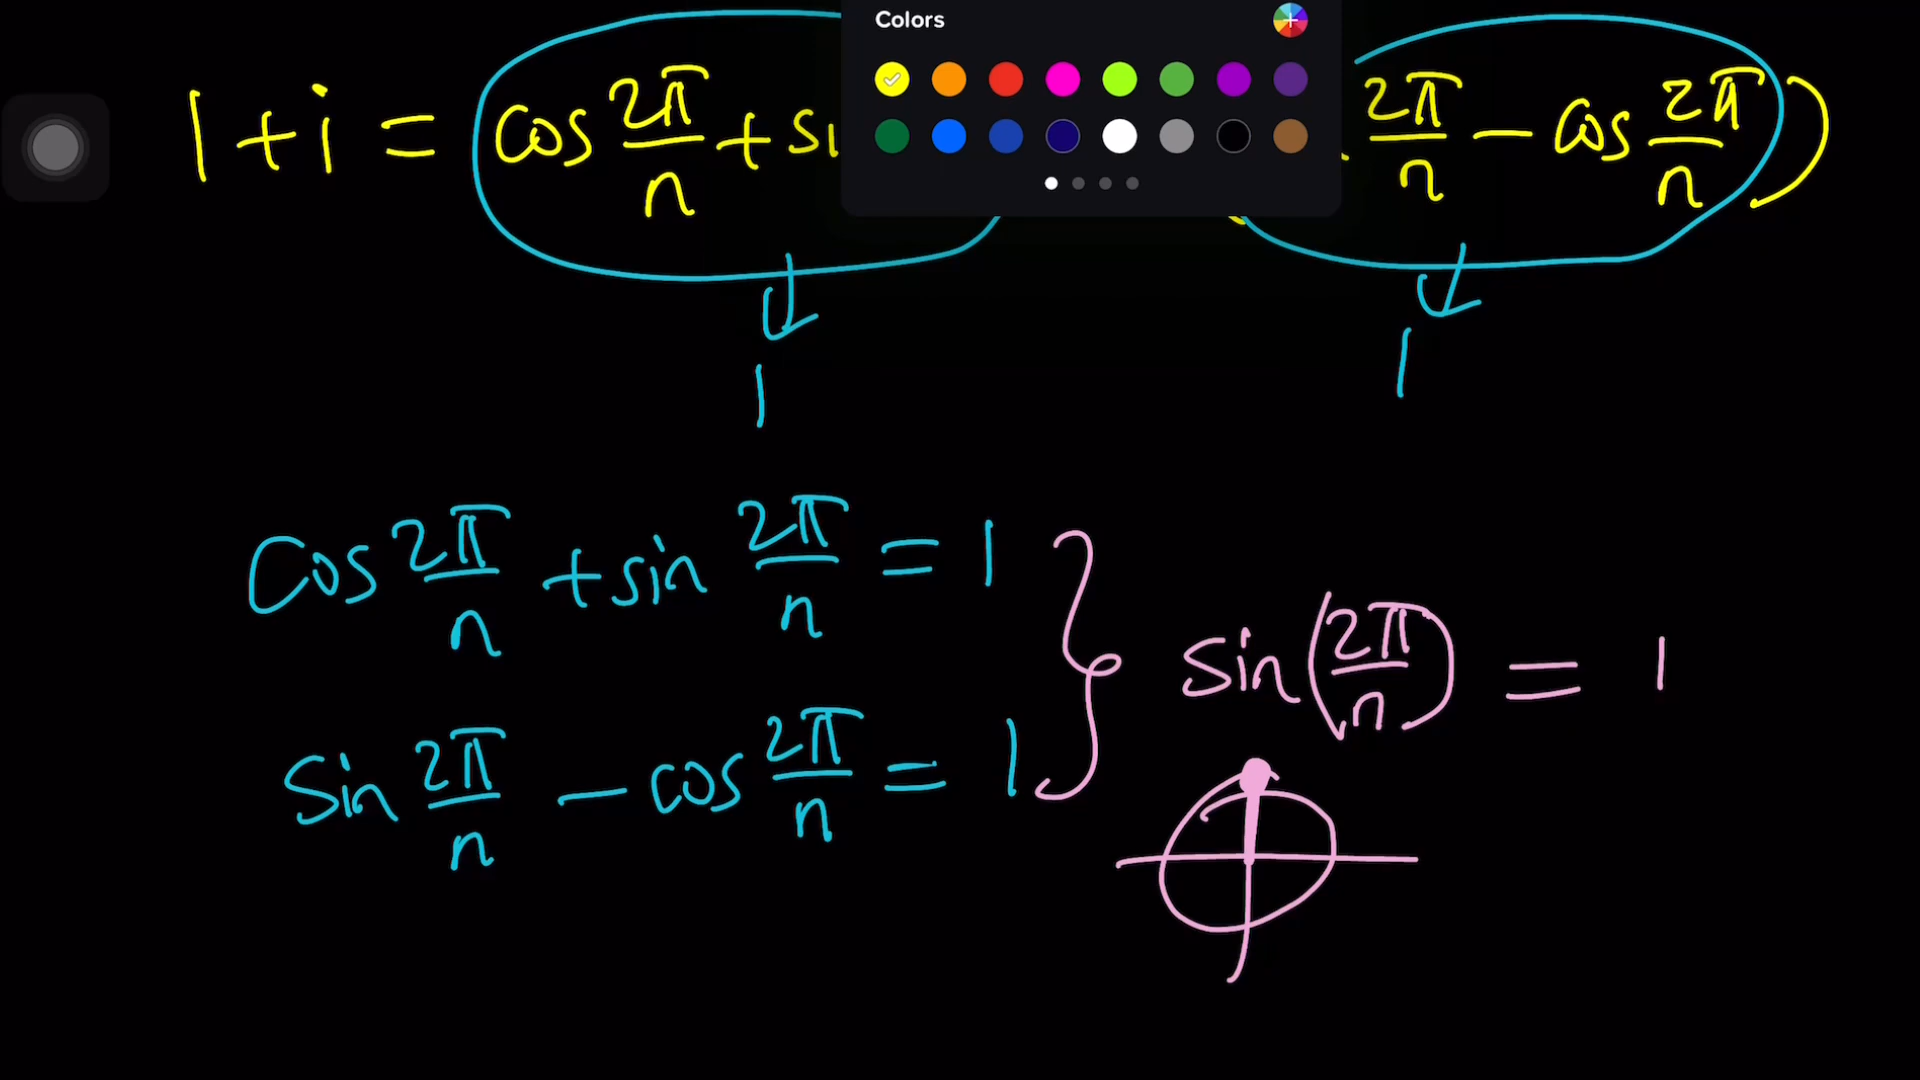 Colors
1 + i = cos 2π/n + si 2π/n − cos 2π/n )
1 1
cos 2π/n + sin 2π/n = 1
sin(2π/n) = 1
sin 2π/n − cos 2π/n = 1